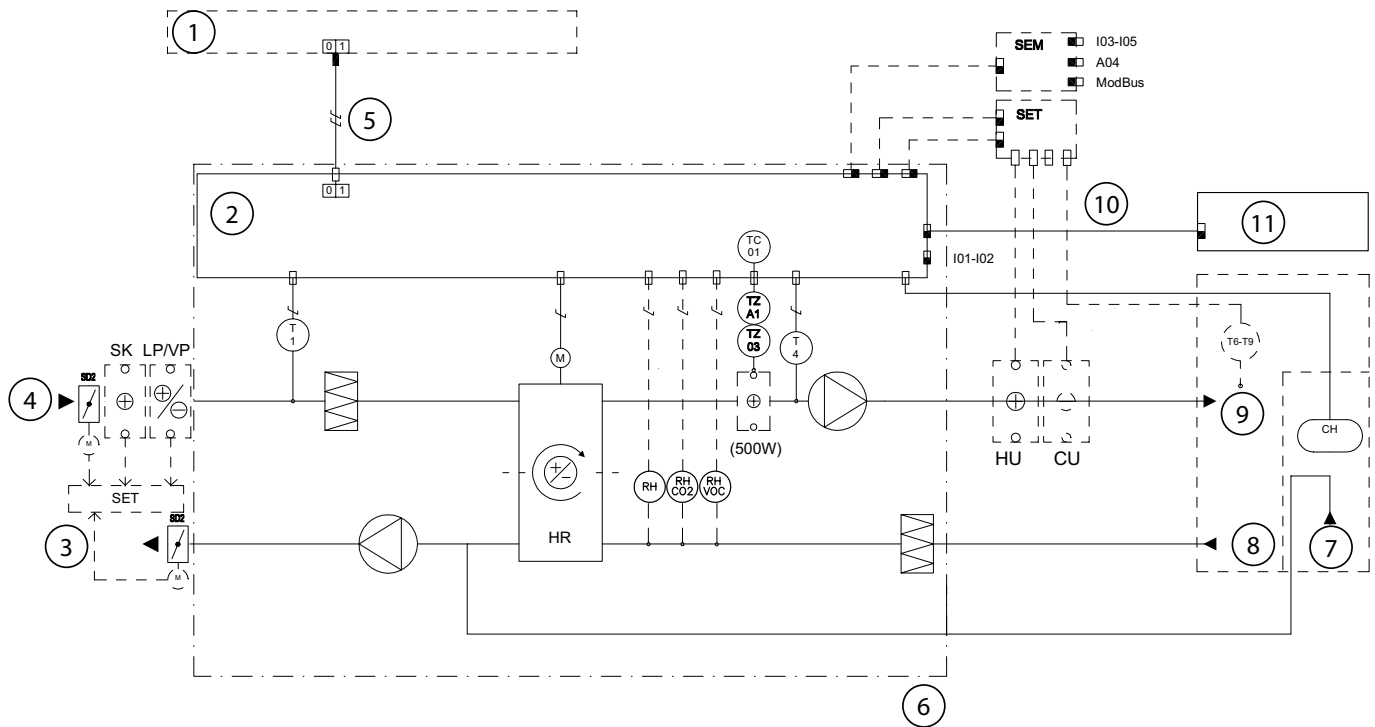 1
0 1
SEM
I03-I05
A04
ModBus
5
SET
0 1
2
10
11
TC
01
I01-I02
T
1
TZ
A1
TZ
03
T
4
T6-T9
SK
LP/VP
M
4
SD2
9
CH
(500W)
HU
CU
M
RH
RH
CO2
RH
VOC
SET
SD2
3
HR
8
7
M
6